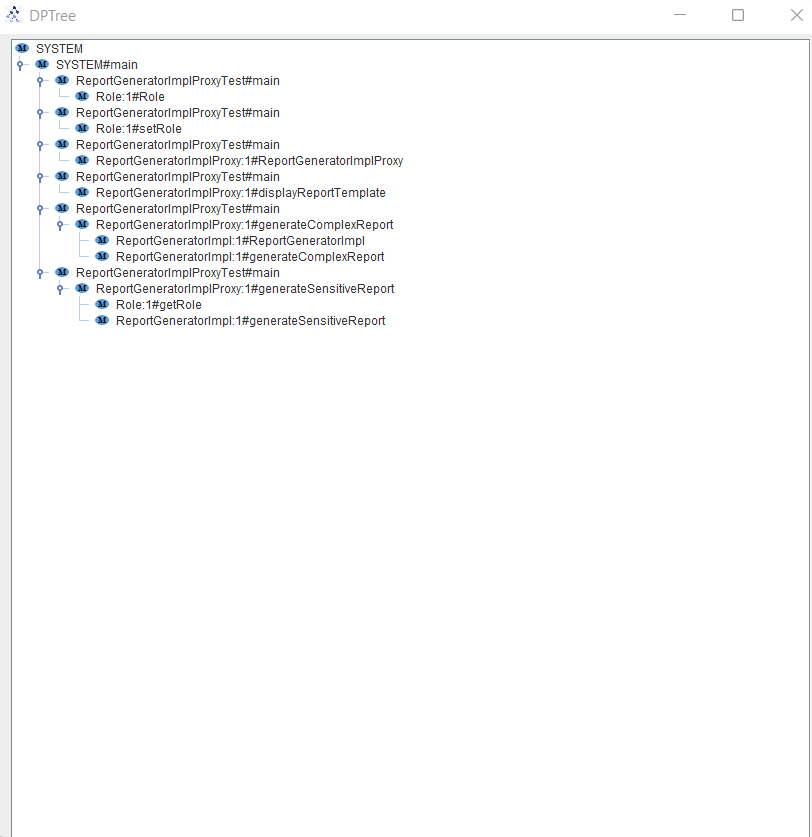 DPTree
SYSTEM
SYSTEM#main
ReportGeneratorImplProxyTest#main
Role:1#Role
ReportGeneratorImplProxyTest#main
Role:1#setRole
ReportGeneratorImplProxyTest#main
ReportGeneratorImplProxy:1#ReportGeneratorImplProxy
ReportGeneratorImplProxyTest#main
ReportGeneratorImplProxy:1#displayReportTemplate
ReportGeneratorImplProxyTest#main
ReportGeneratorImplProxy:1#generateComplexReport
ReportGeneratorImpl:1#ReportGeneratorImpl
ReportGeneratorImpl:1#generateComplexReport
ReportGeneratorImplProxyTest#main
ReportGeneratorImplProxy:1#generateSensitiveReport
Role:1#getRole
ReportGeneratorImpl:1#generateSensitiveReport